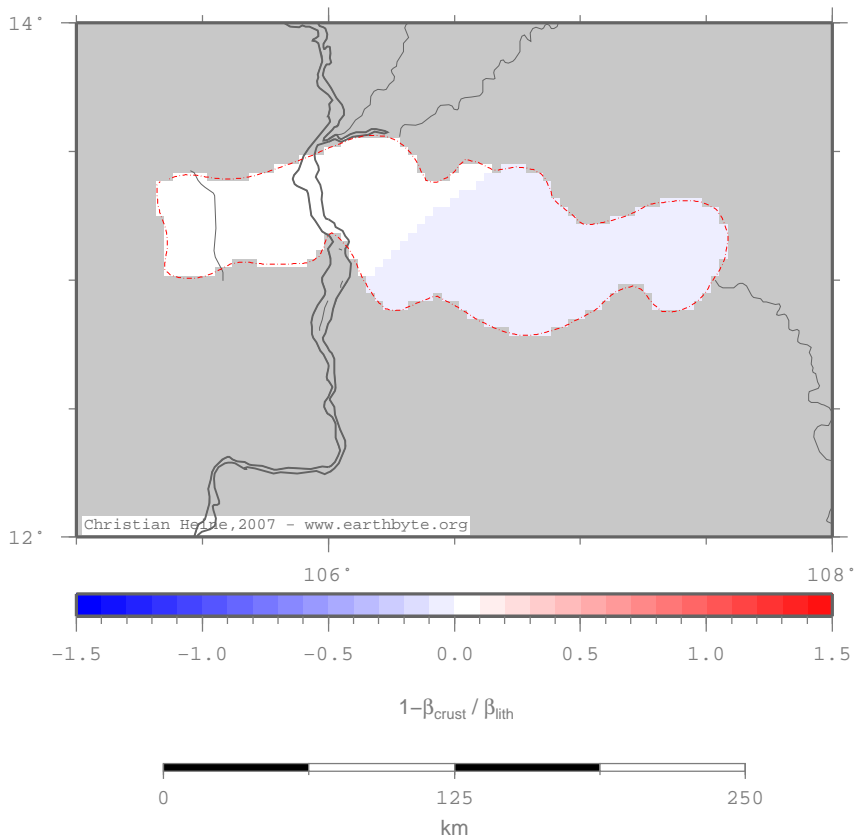 14°
12°
Christian Heine,2007 - www.earthbyte.org
106° 108°
-1.5 -1.0 -0.5 0.0 0.5 1.0 1.5
1-βcrust / βlith
0 125 250
km